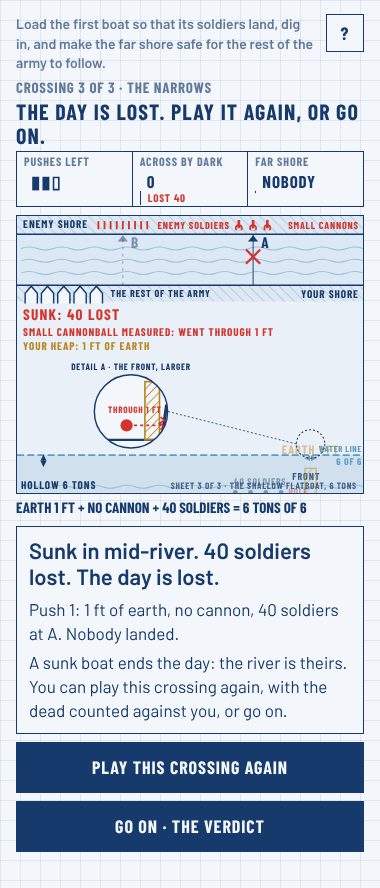 Load the first boat so that its soldiers land, dig
in, and make the far shore safe for the rest of the
army to follow.
?
CROSSING 3 OF 3 · THE NARROWS
THE DAY IS LOST. PLAY IT AGAIN, OR GO
ON.
PUSHES LEFT
ACROSS BY DARK
0
LOST 40
FAR SHORE
NOBODY
ENEMY SHORE
ENEMY SOLDIERS
SMALL CANNONS
B
A
THE REST OF THE ARMY
YOUR SHORE
SUNK: 40 LOST
SMALL CANNONBALL MEASURED: WENT THROUGH 1 FT
YOUR HEAP: 1 FT OF EARTH
DETAIL A · THE FRONT, LARGER
THROUGH 1 FT
EARTH
WATER LINE
6 OF 6
FRONT
40 SOLDIERS
HOLLOW 6 TONS
SHEET 3 OF 3 · THE SHALLOW FLATBOAT, 6 TONS
EARTH 1 FT + NO CANNON + 40 SOLDIERS = 6 TONS OF 6
Sunk in mid-river. 40 soldiers
lost. The day is lost.
Push 1: 1 ft of earth, no cannon, 40 soldiers
at A. Nobody landed.
A sunk boat ends the day: the river is theirs.
You can play this crossing again, with the
dead counted against you, or go on.
PLAY THIS CROSSING AGAIN
GO ON · THE VERDICT